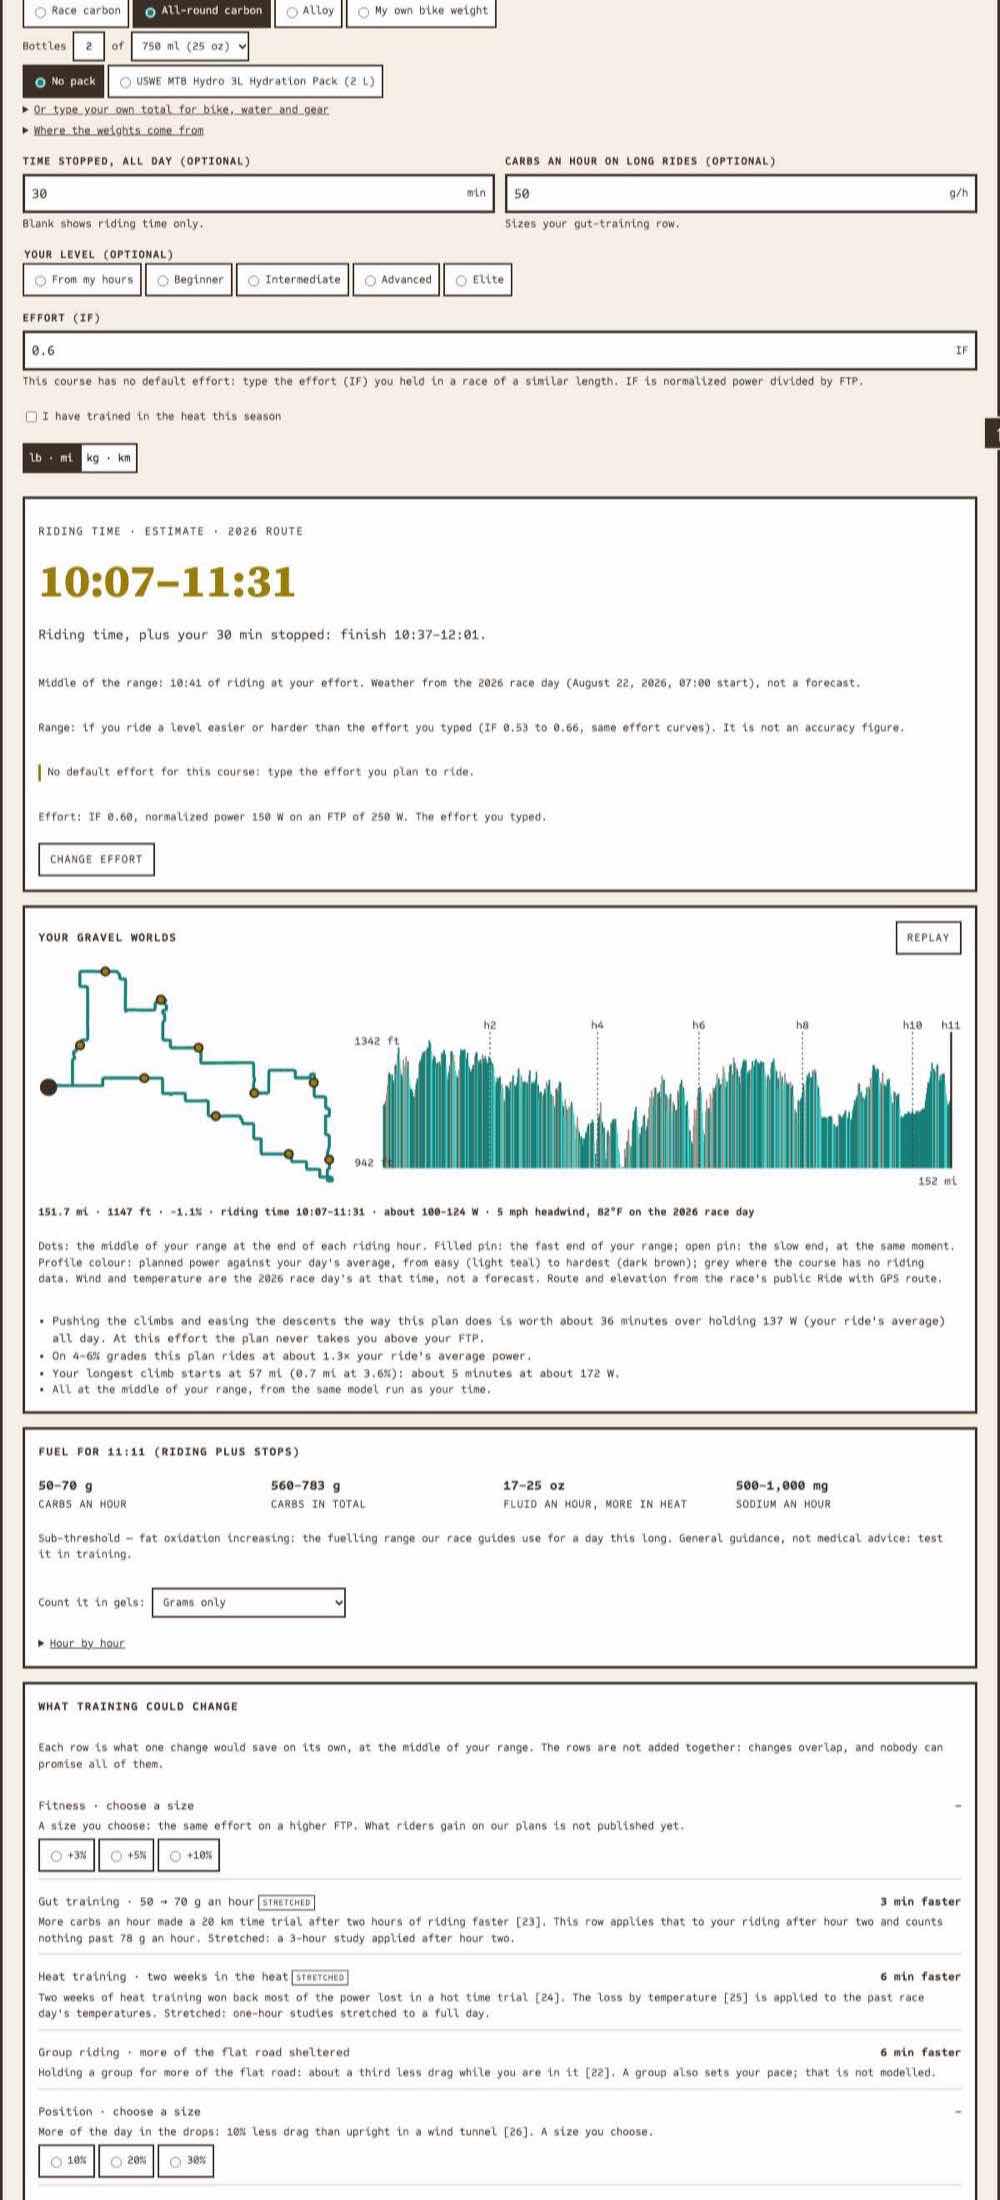 Race carbon All-round carbon Alloy My own bike weight
Bottles 2 of 750 ml (25 oz)
No pack USWE MTB Hydro 3L Hydration Pack (2 L)
▸ Or type your own total for bike, water and gear
▸ Where the weights come from
TIME STOPPED, ALL DAY (OPTIONAL) CARBS AN HOUR ON LONG RIDES (OPTIONAL)
30 min 50 g/h
Blank shows riding time only. Sizes your gut-training row.
YOUR LEVEL (OPTIONAL)
From my hours Beginner Intermediate Advanced Elite
EFFORT (IF)
0.6 IF
This course has no default effort: type the effort (IF) you held in a race of a similar length. IF is normalized power divided by FTP.
I have trained in the heat this season
lb · mi kg · km
RIDING TIME · ESTIMATE · 2026 ROUTE
10:07–11:31
Riding time, plus your 30 min stopped: finish 10:37–12:01.
Middle of the range: 10:41 of riding at your effort. Weather from the 2026 race day (August 22, 2026, 07:00 start), not a forecast.
Range: if you ride a level easier or harder than the effort you typed (IF 0.53 to 0.66, same effort curves). It is not an accuracy figure.
No default effort for this course: type the effort you plan to ride.
Effort: IF 0.60, normalized power 150 W on an FTP of 250 W. The effort you typed.
CHANGE EFFORT
YOUR GRAVEL WORLDS REPLAY
h2 h4 h6 h8 h10 h11
1342 ft
942 ft
152 mi
151.7 mi · 1147 ft · -1.1% · riding time 10:07–11:31 · about 100–124 W · 5 mph headwind, 82°F on the 2026 race day
Dots: the middle of your range at the end of each riding hour. Filled pin: the fast end of your range; open pin: the slow end, at the same moment.
Profile colour: planned power against your day's average, from easy (light teal) to hardest (dark brown); grey where the course has no riding
data. Wind and temperature are the 2026 race day's at that time, not a forecast. Route and elevation from the race's public Ride with GPS route.
• Pushing the climbs and easing the descents the way this plan does is worth about 36 minutes over holding 137 W (your ride's average)
all day. At this effort the plan never takes you above your FTP.
• On 4–6% grades this plan rides at about 1.3× your ride's average power.
• Your longest climb starts at 57 mi (0.7 mi at 3.6%): about 5 minutes at about 172 W.
• All at the middle of your range, from the same model run as your time.
FUEL FOR 11:11 (RIDING PLUS STOPS)
50–70 g 560–783 g 17–25 oz 500–1,000 mg
CARBS AN HOUR CARBS IN TOTAL FLUID AN HOUR, MORE IN HEAT SODIUM AN HOUR
Sub-threshold — fat oxidation increasing: the fuelling range our race guides use for a day this long. General guidance, not medical advice: test
it in training.
Count it in gels: Grams only
▸ Hour by hour
WHAT TRAINING COULD CHANGE
Each row is what one change would save on its own, at the middle of your range. The rows are not added together: changes overlap, and nobody can
promise all of them.
Fitness · choose a size –
A size you choose: the same effort on a higher FTP. What riders gain on our plans is not published yet.
+3% +5% +10%
Gut training · 50 → 70 g an hour STRETCHED 3 min faster
More carbs an hour made a 20 km time trial after two hours of riding faster [23]. This row applies that to your riding after hour two and counts
nothing past 78 g an hour. Stretched: a 3-hour study applied after hour two.
Heat training · two weeks in the heat STRETCHED 6 min faster
Two weeks of heat training won back most of the power lost in a hot time trial [24]. The loss by temperature [25] is applied to the past race
day's temperatures. Stretched: one-hour studies stretched to a full day.
Group riding · more of the flat road sheltered 6 min faster
Holding a group for more of the flat road: about a third less drag while you are in it [22]. A group also sets your pace; that is not modelled.
Position · choose a size –
More of the day in the drops: 10% less drag than upright in a wind tunnel [26]. A size you choose.
10% 20% 30%